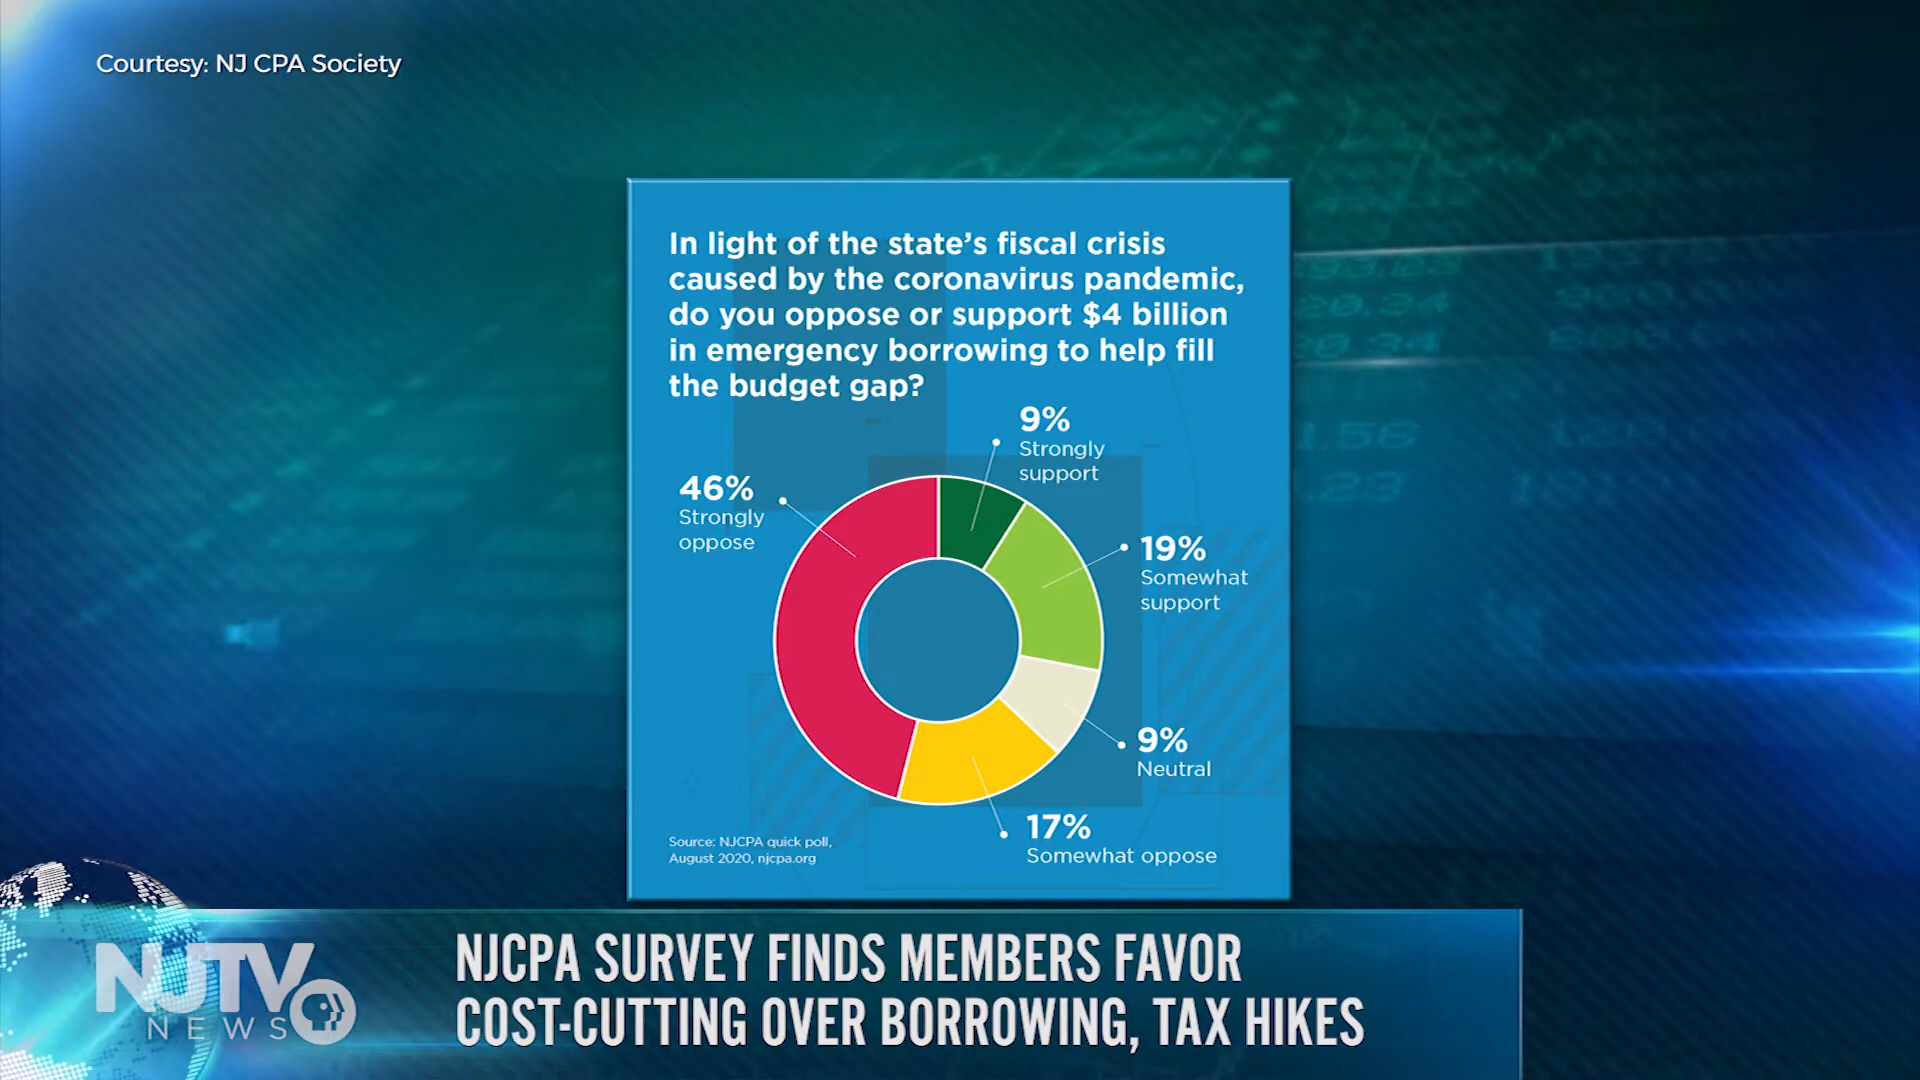 Courtesy: NJ CPA Society
In light of the state's fiscal crisis
caused by the coronavirus pandemic,
do you oppose or support $4 billion
in emergency borrowing to help fill
the budget gap?
9%
Strongly
support
46%
Strongly
oppose
19%
Somewhat
support
9%
Neutral
17%
Somewhat oppose
Source: NJCPA quick poll,
August 2020, njcpa.org
NJTV
NEWS
NJCPA SURVEY FINDS MEMBERS FAVOR
COST-CUTTING OVER BORROWING, TAX HIKES